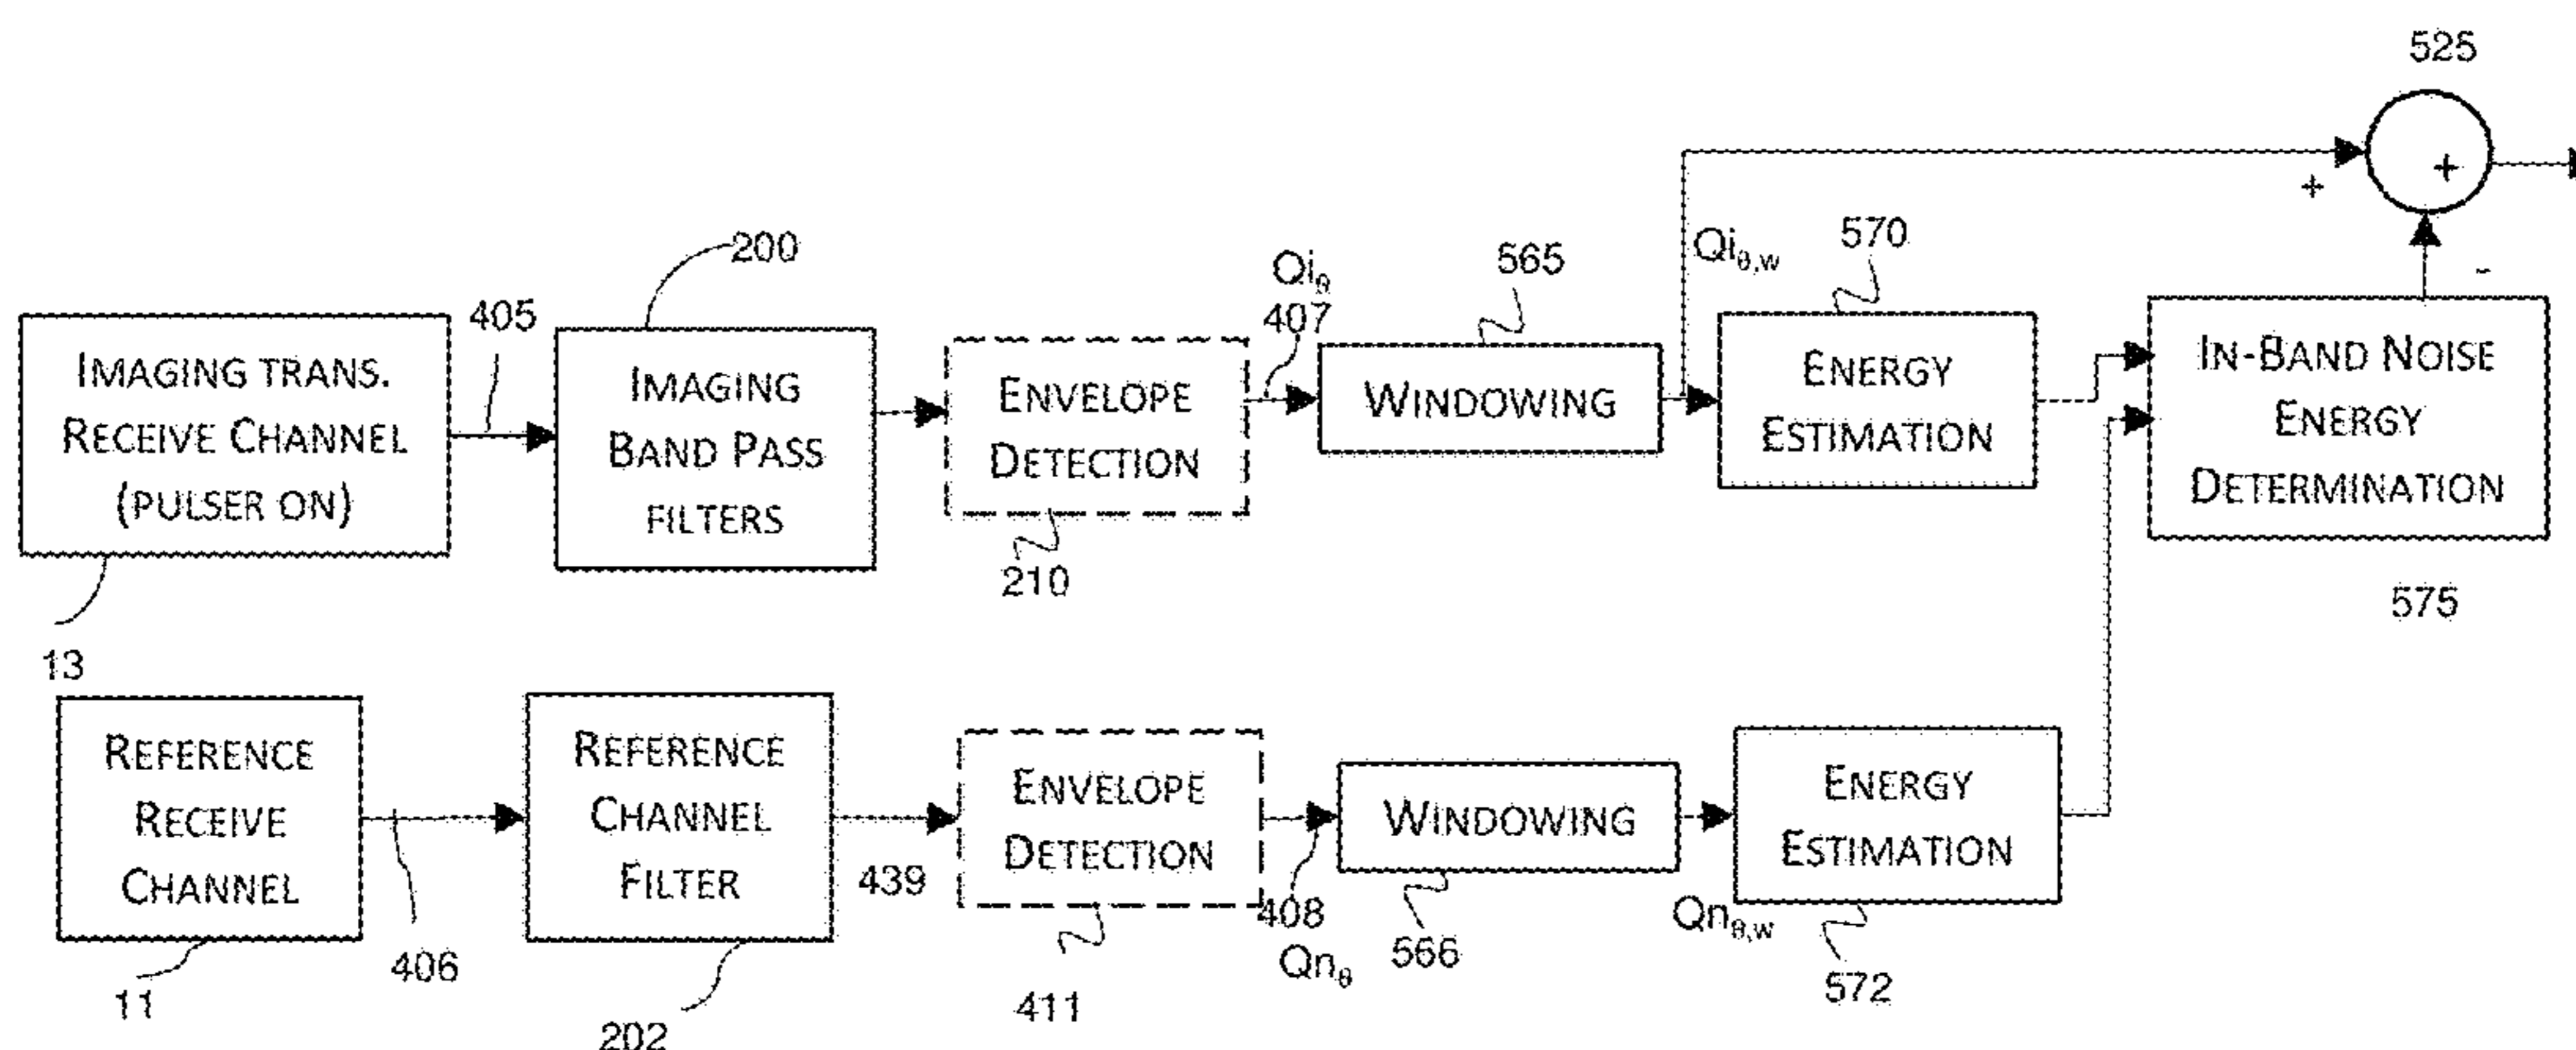 525
200
Qiθ
407
565
Qiθ,w
570
405
+
+
-
IMAGING TRANS.
RECEIVE CHANNEL
(PULSER ON)
IMAGING
BAND PASS
FILTERS
ENVELOPE
DETECTION
WINDOWING
ENERGY
ESTIMATION
IN-BAND NOISE
ENERGY
DETERMINATION
13
210
575
REFERENCE
RECEIVE
CHANNEL
REFERENCE
CHANNEL
FILTER
ENVELOPE
DETECTION
WINDOWING
ENERGY
ESTIMATION
439
408
Qnθ
566
Qnθ,w
572
11
406
202
411